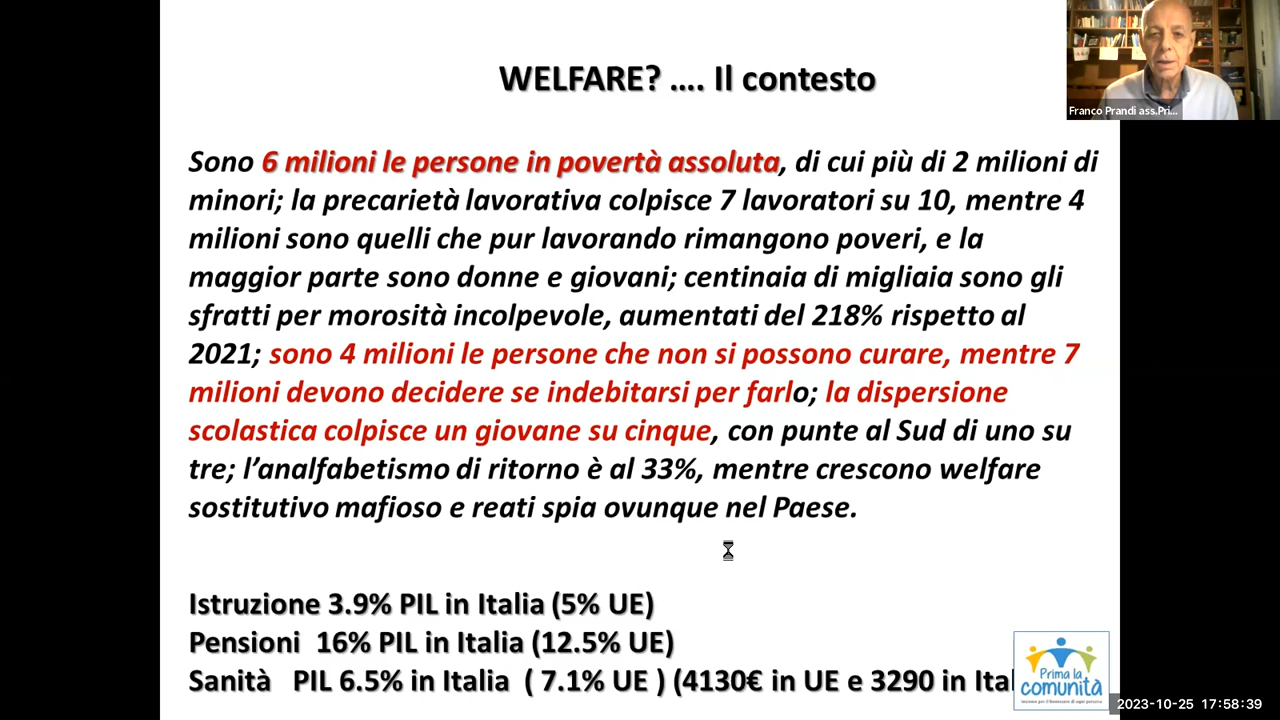 WELFARE? .... Il contesto
Franco Prandi ass.Pri...
Sono 6 milioni le persone in povertà assoluta, di cui più di 2 milioni di
minori; la precarietà lavorativa colpisce 7 lavoratori su 10, mentre 4
milioni sono quelli che pur lavorando rimangono poveri, e la
maggior parte sono donne e giovani; centinaia di migliaia sono gli
sfratti per morosità incolpevole, aumentati del 218% rispetto al
2021; sono 4 milioni le persone che non si possono curare, mentre 7
milioni devono decidere se indebitarsi per farlo; la dispersione
scolastica colpisce un giovane su cinque, con punte al Sud di uno su
tre; l’analfabetismo di ritorno è al 33%, mentre crescono welfare
sostitutivo mafioso e reati spia ovunque nel Paese.
Istruzione 3.9% PIL in Italia (5% UE)
Pensioni 16% PIL in Italia (12.5% UE)
Sanità PIL 6.5% in Italia ( 7.1% UE ) (4130€ in UE e 3290 in Ital
Prima la
comunità
2023-10-25 17:58:39